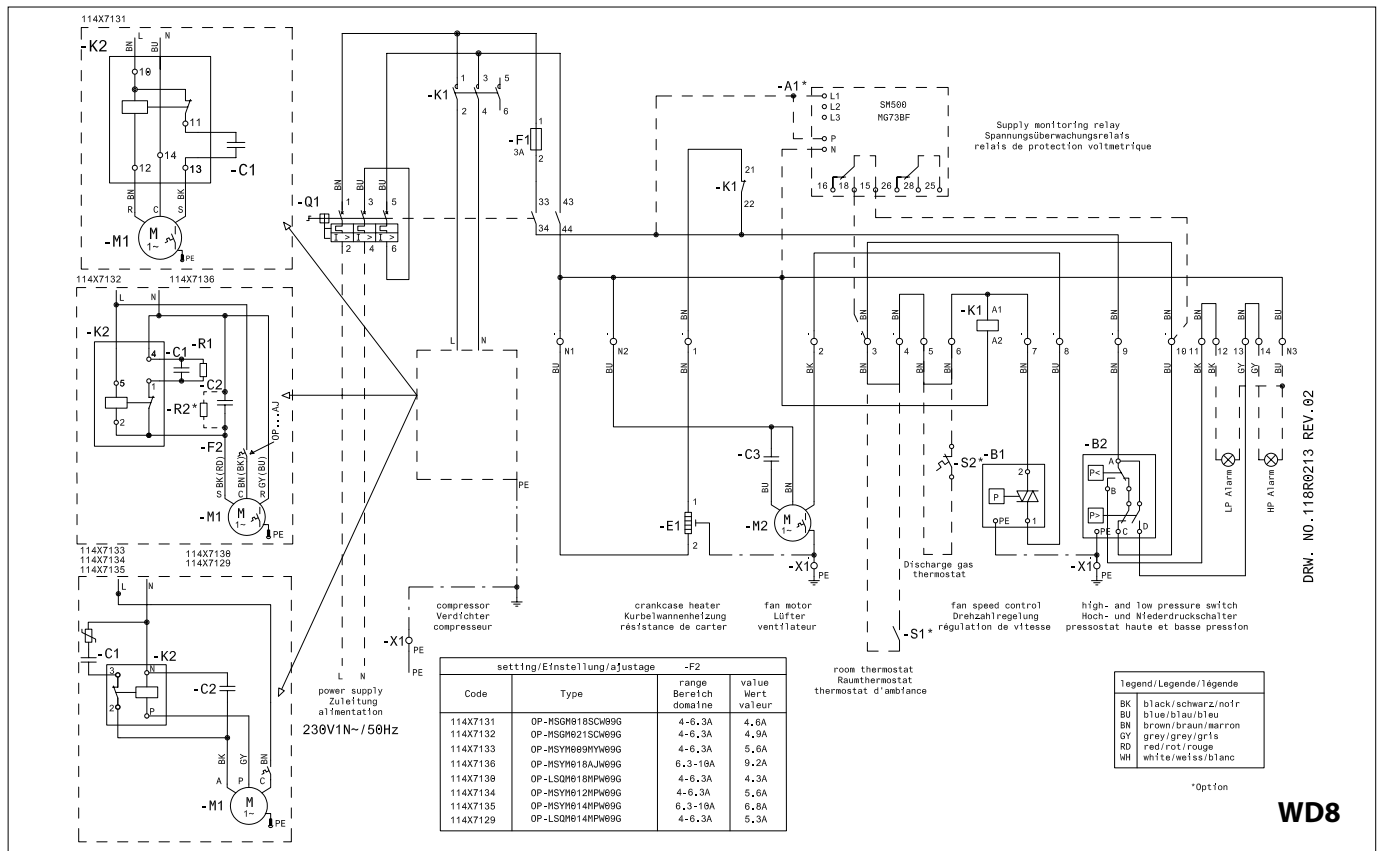 114X7131
-K2
BN
L
BU
N
10
11
14
12
13
-C1
BN
BK
R
C
S
-M1
M
1~
PE
114X7132
114X7136
L
N
-K2
4
-C1
-R1
5
1
-C2
2
-R2*
-F2
OP...AJ
BK(RD)
BN(BK)
GY(BU)
S
C
R
-M1
M
1~
PE
114X7133
114X7134
114X7135
114X7130
114X7129
L
N
-C1
3
N
-K2
2
P
-C2
BK
GY
BN
A
P
C
-M1
M
1~
PE
-Q1
BN
BU
BU
1
3
5
I >
I >
I >
2
4
6
-K1
1
3
5
2
4
6
-F1
3A
1
2
33
43
34
44
-K1
21
22
-A1*
L1
L2
L3
P
N
SM500
MG73BF
16
18
15
26
28
25
Supply monitoring relay
Spannungsüberwachungsrelais
relais de protection voltmetrique
L
N
PE
BU
N1
BU
BU
N2
BN
1
BN
BN
2
BK
BN
3
BN
4
5
BN
6
-K1
A1
A2
BN
7
BN
BU
8
BU
BN
9
BN
BU
10
BU
BN
11
BN
12
BK
BN
13
GY
14
GY
BU
N3
BU
-C3
BU
BN
-M2
M
1~
-E1
1
2
-X1
PE
-S2*
Discharge gas
thermostat
-B1
2
P
PE
1
-B2
A
P<
B
P>
PE
C
D
-X1
PE
LP Alarm
HP Alarm
DRW. NO.118R0213 REV.02
compressor
Verdichter
compresseur
-X1
PE
PE
crankcase heater
Kurbelwannenheizung
résistance de carter
fan motor
Lüfter
ventilateur
fan speed control
Drehzahlregelung
régulation de vitesse
high- and low pressure switch
Hoch- und Niederdruckschalter
pressostat haute et basse pression
-S1*
room thermostat
Raumthermostat
thermostat d'ambiance
L N
power supply
Zuleitung
alimentation
230V1N~/50Hz
setting/Einstellung/ajustage -F2
Code Type range Bereich domaine value Wert valeur
114X7131 OP-MSGM018SCW09G 4-6.3A 4.6A
114X7132 OP-MSGM021SCW09G 4-6.3A 4.9A
114X7133 OP-MSYM009MYW09G 4-6.3A 5.6A
114X7136 OP-MSYM018AJW09G 6.3-10A 9.2A
114X7130 OP-LSQM018MPW09G 4-6.3A 4.3A
114X7134 OP-MSYM012MPW09G 4-6.3A 5.6A
114X7135 OP-MSYM014MPW09G 6.3-10A 6.8A
114X7129 OP-LSQM014MPW09G 4-6.3A 5.3A
legend/Legende/légende
BK black/schwarz/noir
BU blue/blau/bleu
BN brown/braun/marron
GY grey/grey/gris
RD red/rot/rouge
WH white/weiss/blanc
*Option
WD8